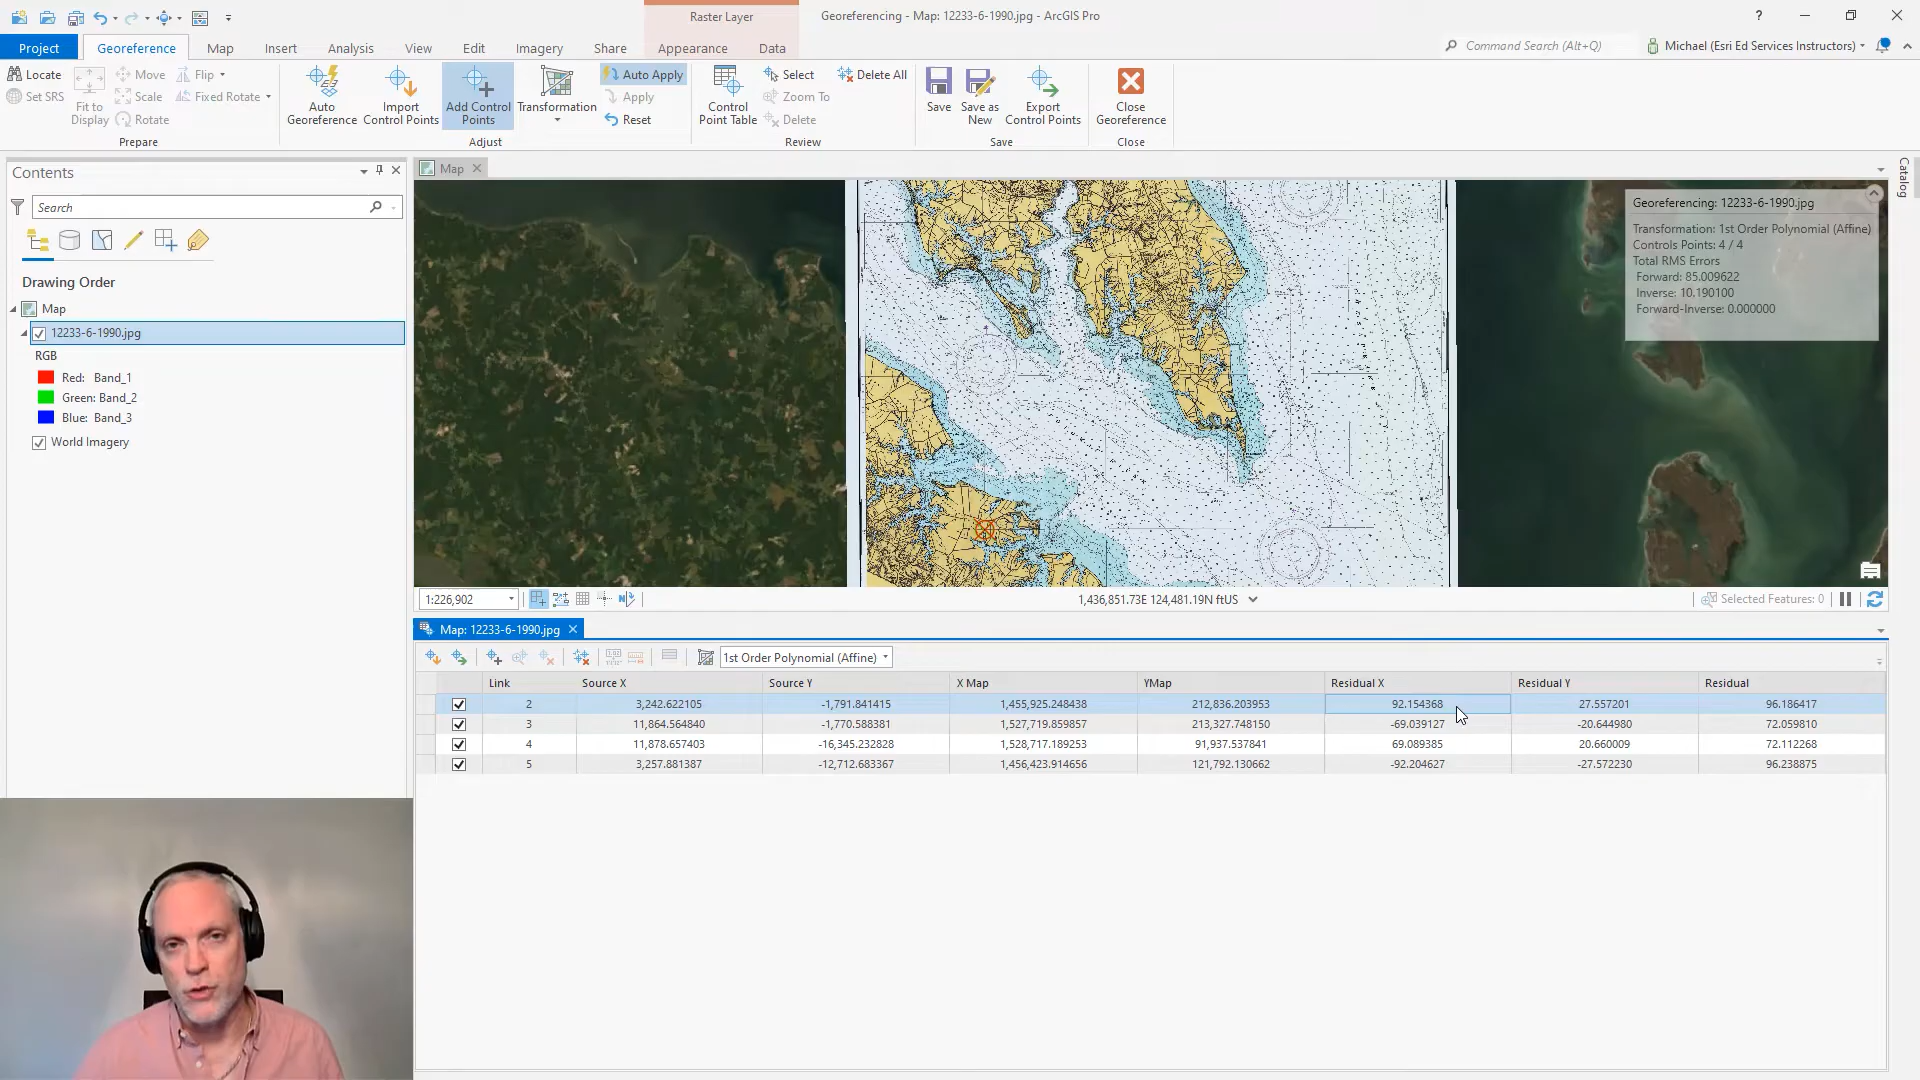 Raster Layer
Georeferencing - Map: 12233-6-1990.jpg - ArcGIS Pro
?
Project
Georeference
Map
Insert
Analysis
View
Edit
Imagery
Share
Appearance
Data
Command Search (Alt+Q)
Michael (Esri Ed Services Instructors)
Locate
Set SRS
Fit to
Display
Move
Scale
Rotate
Flip
Fixed Rotate
Prepare
Auto
Georeference
Import
Control Points
Add Control
Points
Transformation
Auto Apply
Apply
Reset
Adjust
Control
Point Table
Select
Zoom To
Delete
Delete All
Review
Save
Save as
New
Export
Control Points
Save
Close
Georeference
Close
Contents
Search
Drawing Order
Map
12233-6-1990.jpg
RGB
Red: Band_1
Green: Band_2
Blue: Band_3
World Imagery
Map
Catalog
Georeferencing: 12233-6-1990.jpg
Transformation: 1st Order Polynomial (Affine)
Controls Points: 4 / 4
Total RMS Errors
Forward: 85.009622
Inverse: 10.190100
Forward-Inverse: 0.000000
1:226,902
1,436,851.73E 124,481.19N ftUS
Selected Features: 0
Map: 12233-6-1990.jpg
1st Order Polynomial (Affine)
Link Source X Source Y X Map YMap Residual X Residual Y Residual
2 3,242.622105 -1,791.841415 1,455,925.248438 212,836.203953 92.154368 27.557201 96.186417
3 11,864.564840 -1,770.588381 1,527,719.859857 213,327.748150 -69.039127 -20.644980 72.059810
4 11,878.657403 -16,345.232828 1,528,717.189253 91,937.537841 69.089385 20.660009 72.112268
5 3,257.881387 -12,712.683367 1,456,423.914656 121,792.130662 -92.204627 -27.572230 96.238875